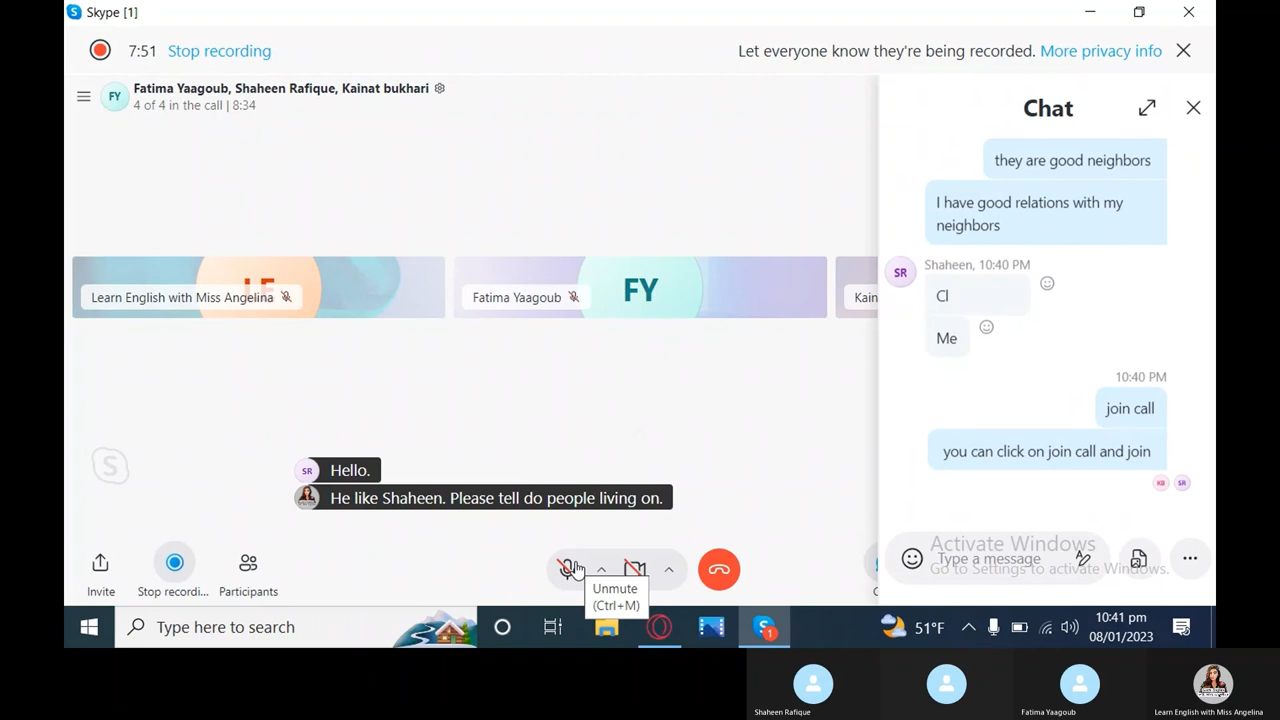 Skype [1]
7:51 Stop recording
Let everyone know they're being recorded. More privacy info
FY
Fatima Yaagoub, Shaheen Rafique, Kainat bukhari
4 of 4 in the call | 8:34
Chat
they are good neighbors
I have good relations with my
neighbors
SR
Shaheen, 10:40 PM
Cl
Me
10:40 PM
join call
you can click on join call and join
KB SR
LE
Learn English with Miss Angelina
FY
Fatima Yaagoub
Kain
SR Hello.
He like Shaheen. Please tell do people living on.
Invite
Stop recordi...
Participants
Unmute
(Ctrl+M)
Type a message
Activate Windows
Go to Settings to activate Windows.
Type here to search
1
51°F
10:41 pm
08/01/2023
Shaheen Rafique
Fatima Yaagoub
Learn English with Miss Angelina